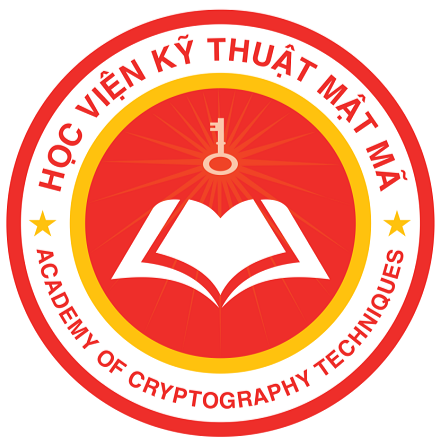 HỌC VIỆN KỸ THUẬT MẬT MÃ
ACADEMY OF CRYPTOGRAPHY TECHNIQUES